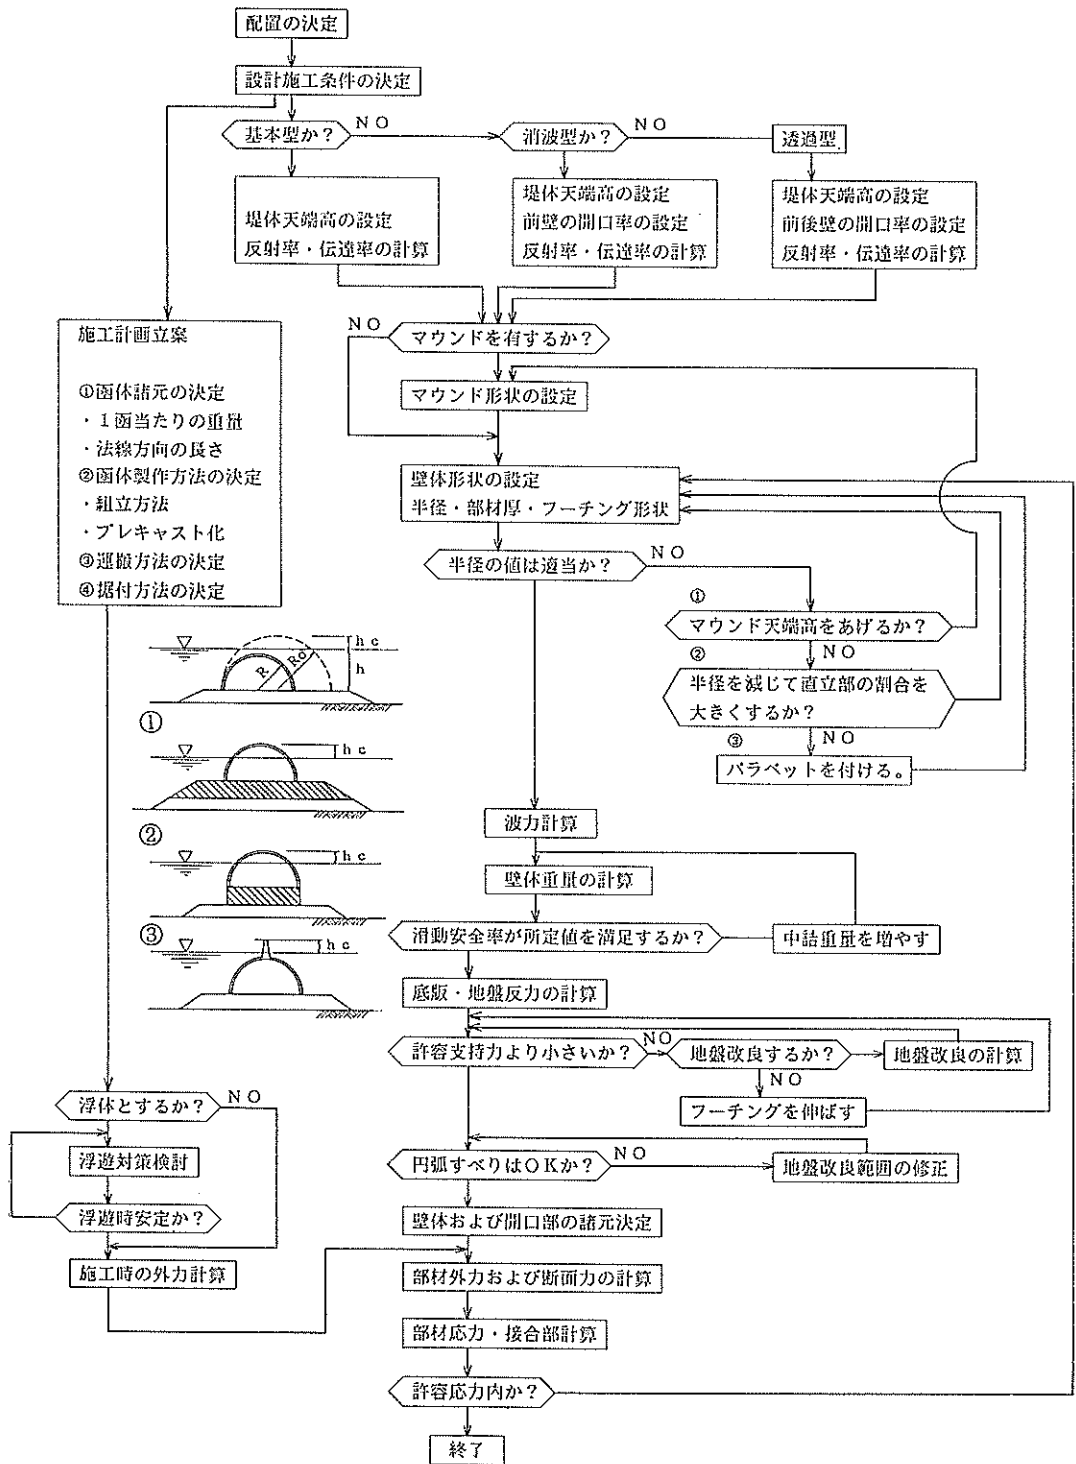 配置の決定
設計施工条件の決定
基本型か?
NO
消波型か?
NO
透過型
堤体天端高の設定
反射率・伝達率の計算
堤体天端高の設定
前壁の開口率の設定
反射率・伝達率の計算
堤体天端高の設定
前後壁の開口率の設定
反射率・伝達率の計算
NO
マウンドを有するか?
マウンド形状の設定
施工計画立案
①函体諸元の決定
・1函当たりの重量
・法線方向の長さ
②函体製作方法の決定
・組立方法
・プレキャスト化
③運搬方法の決定
④据付方法の決定
壁体形状の設定
半径・部材厚・フーチング形状
半径の値は適当か?
NO
①
マウンド天端高をあげるか?
NO
②
半径を減じて直立部の割合を
大きくするか?
NO
③
パラペットを付ける。
hc
h
R
Ro
①
hc
②
hc
③
hc
波力計算
壁体重量の計算
滑動安全率が所定値を満足するか?
中詰重量を増やす
底版・地盤反力の計算
許容支持力より小さいか?
NO
地盤改良するか?
地盤改良の計算
NO
フーチングを伸ばす
円弧すべりはOKか?
NO
地盤改良範囲の修正
浮体とするか?
NO
浮遊対策検討
浮遊時安定か?
施工時の外力計算
壁体および開口部の諸元決定
部材外力および断面力の計算
部材応力・接合部計算
許容応力内か?
終了